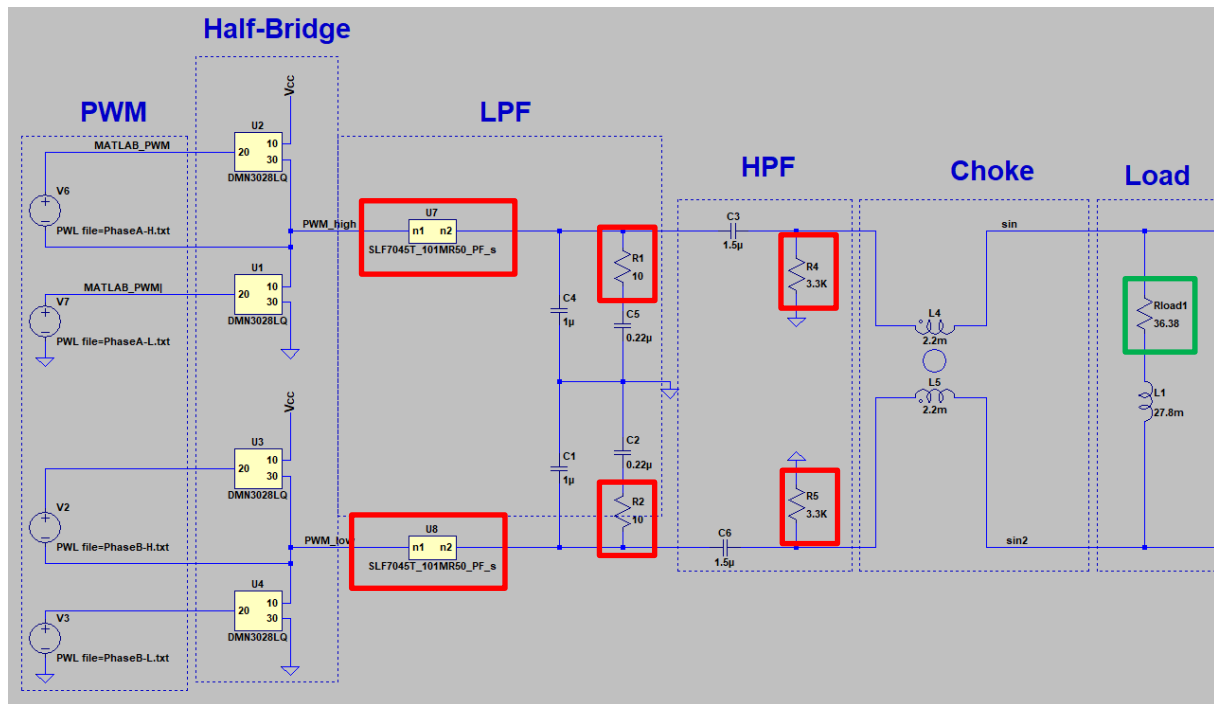 Half-Bridge
PWM
LPF
HPF
Choke
Load
Vcc
U2
MATLAB_PWM
20
10
30
DMN3028LQ
V6
PWL file=PhaseA-H.txt
PWM_high
U7
n1 n2
SLF7045T_101MR50_PF_s
R1
10
C3
1.5µ
R4
3.3K
sin
U1
MATLAB_PWM|
20
10
30
DMN3028LQ
V7
PWL file=PhaseA-L.txt
C4
1µ
C5
0.22µ
L4
2.2m
Rload1
36.38
L5
2.2m
L1
27.8m
Vcc
U3
20
10
30
DMN3028LQ
C1
1µ
C2
0.22µ
V2
PWL file=PhaseB-H.txt
PWM_low
U8
n1 n2
SLF7045T_101MR50_PF_s
R2
10
C6
1.5µ
R5
3.3K
sin2
U4
20
10
30
DMN3028LQ
V3
PWL file=PhaseB-L.txt